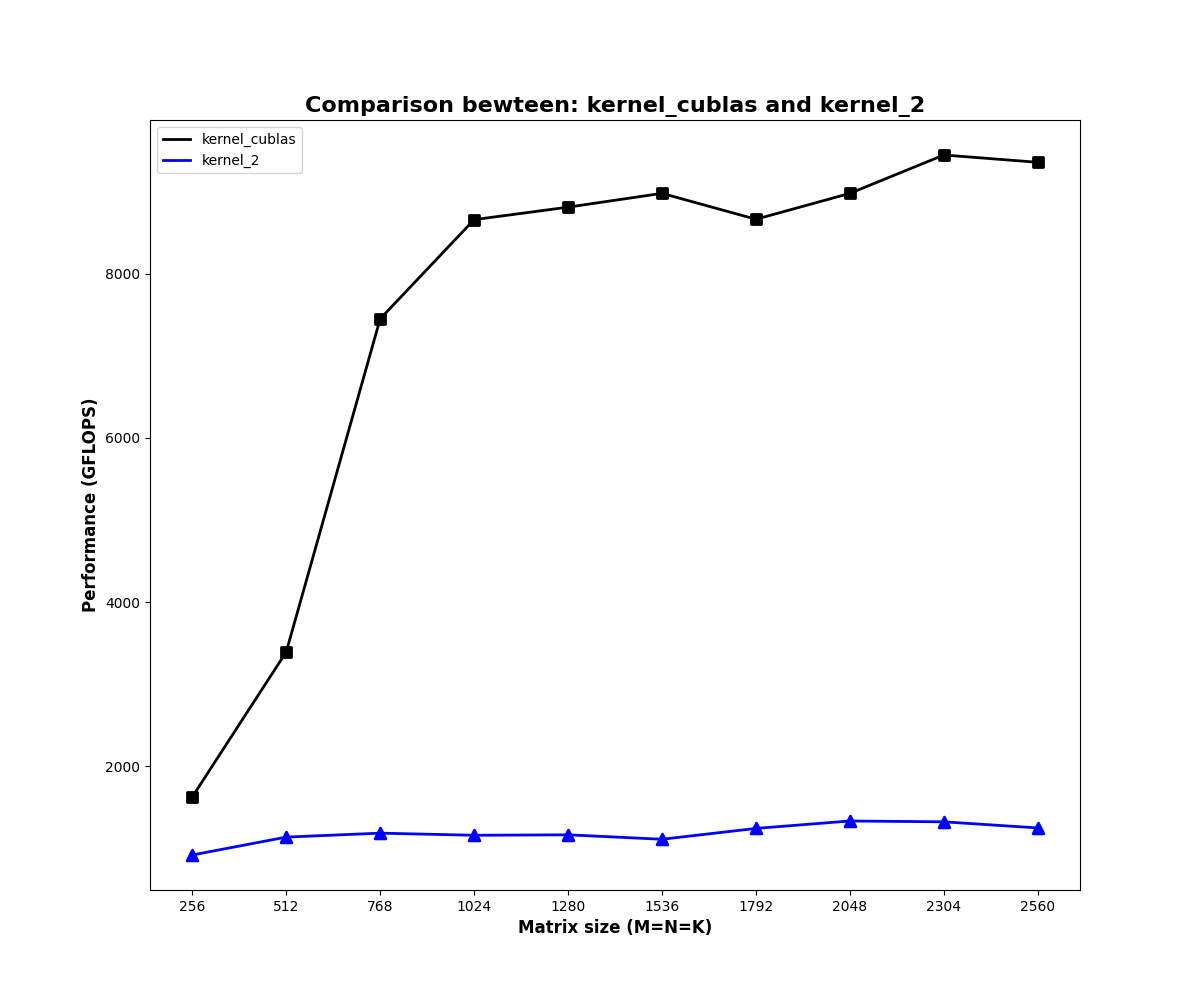 Comparison bewteen: kernel_cublas and kernel_2
kernel_cublas
kernel_2
Performance (GFLOPS)
8000
6000
4000
2000
256 512 768 1024 1280 1536 1792 2048 2304 2560
Matrix size (M=N=K)